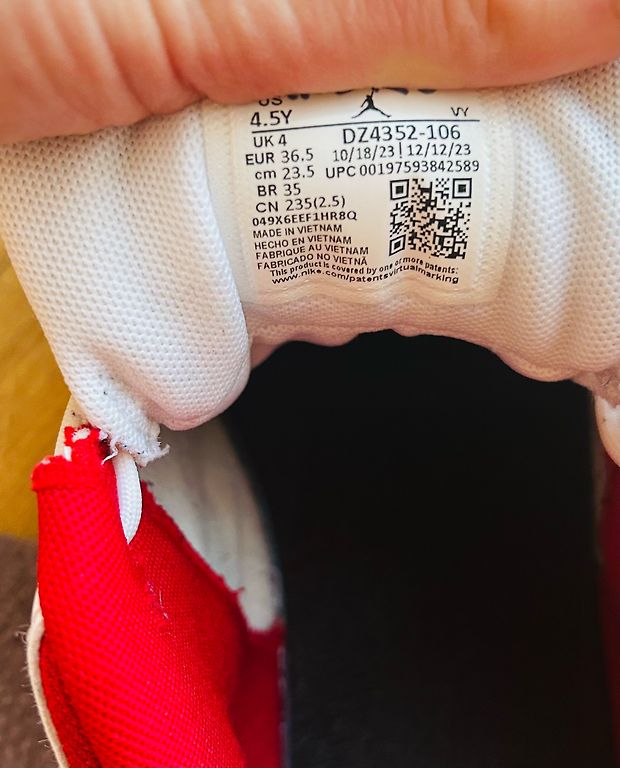 US
4.5Y VY
UK 4 DZ4352-106
EUR 36.5 10/18/23 | 12/12/23
cm 23.5 UPC 00197593842589
BR 35
CN 235(2.5)
049X6EEF1HR8Q
MADE IN VIETNAM
HECHO EN VIETNAM
FABRIQUE AU VIETNAM
FABRICADO NO VIETNÃ
This product is covered by one or more patents:
www.nike.com/patentsvirtualmarking